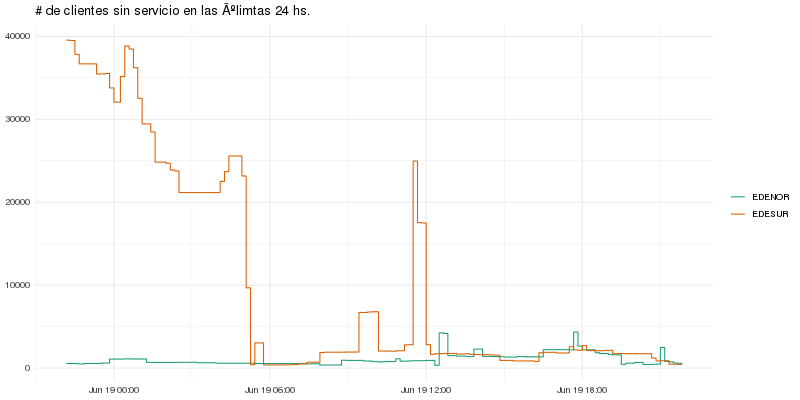 # de clientes sin servicio en las Ãºlimtas 24 hs.
40000
30000
20000
10000
0
Jun 19 00:00
Jun 19 06:00
Jun 19 12:00
Jun 19 18:00
EDENOR
EDESUR